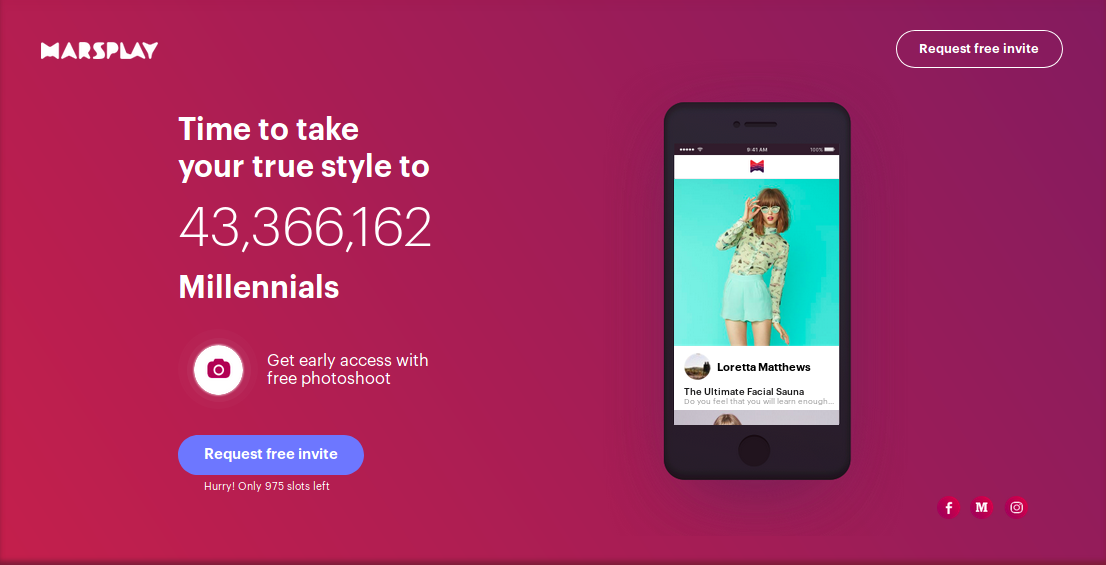 MARSPLAY
Request free invite
Time to take
your true style to
43,366,162
Millennials
Get early access with
free photoshoot
Request free invite
Hurry! Only 975 slots left
9:41 AM
100%
Loretta Matthews
The Ultimate Facial Sauna
Do you feel that you will learn enough...